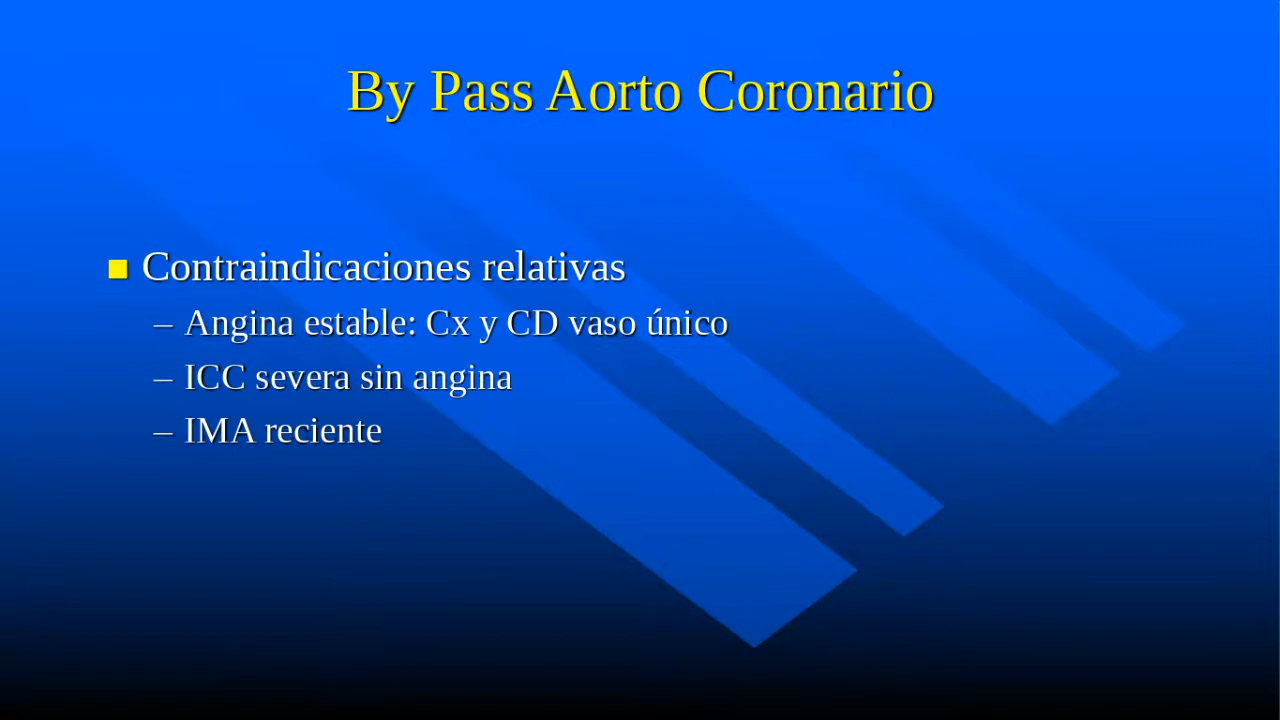 By Pass Aorto Coronario
Contraindicaciones relativas
– Angina estable: Cx y CD vaso único
– ICC severa sin angina
– IMA reciente